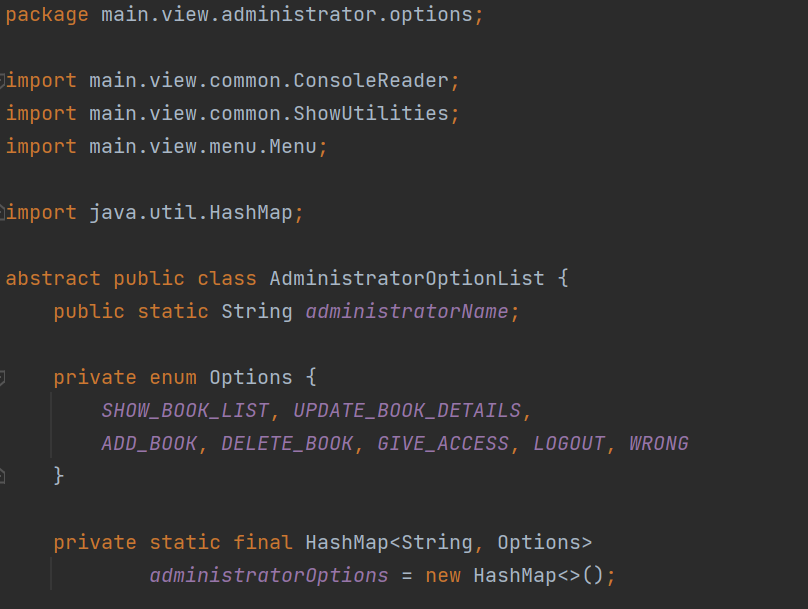 package main.view.administrator.options;
import main.view.common.ConsoleReader;
import main.view.common.ShowUtilities;
import main.view.menu.Menu;
import java.util.HashMap;
abstract public class AdministratorOptionList {
public static String administratorName;
private enum Options {
SHOW_BOOK_LIST, UPDATE_BOOK_DETAILS,
ADD_BOOK, DELETE_BOOK, GIVE_ACCESS, LOGOUT, WRONG
}
private static final HashMap<String, Options>
administratorOptions = new HashMap<>();